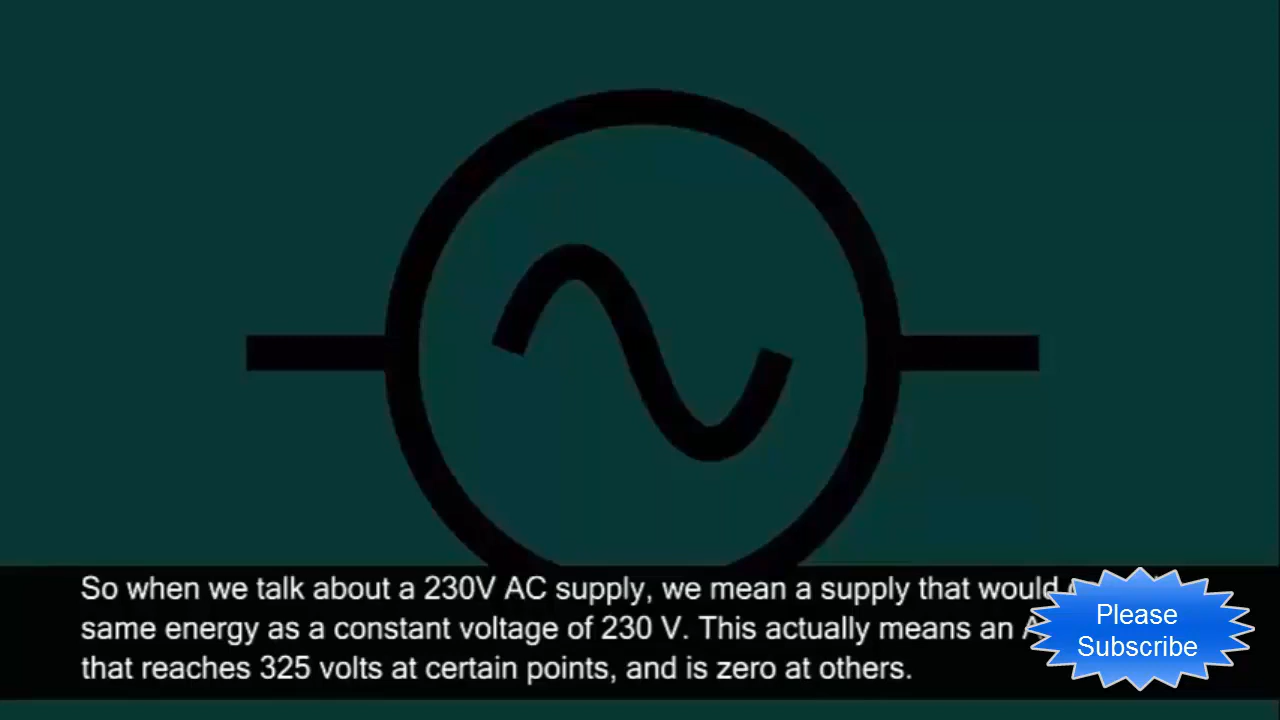 So when we talk about a 230V AC supply, we mean a supply that would
same energy as a constant voltage of 230 V. This actually means an
that reaches 325 volts at certain points, and is zero at others.
Please
Subscribe